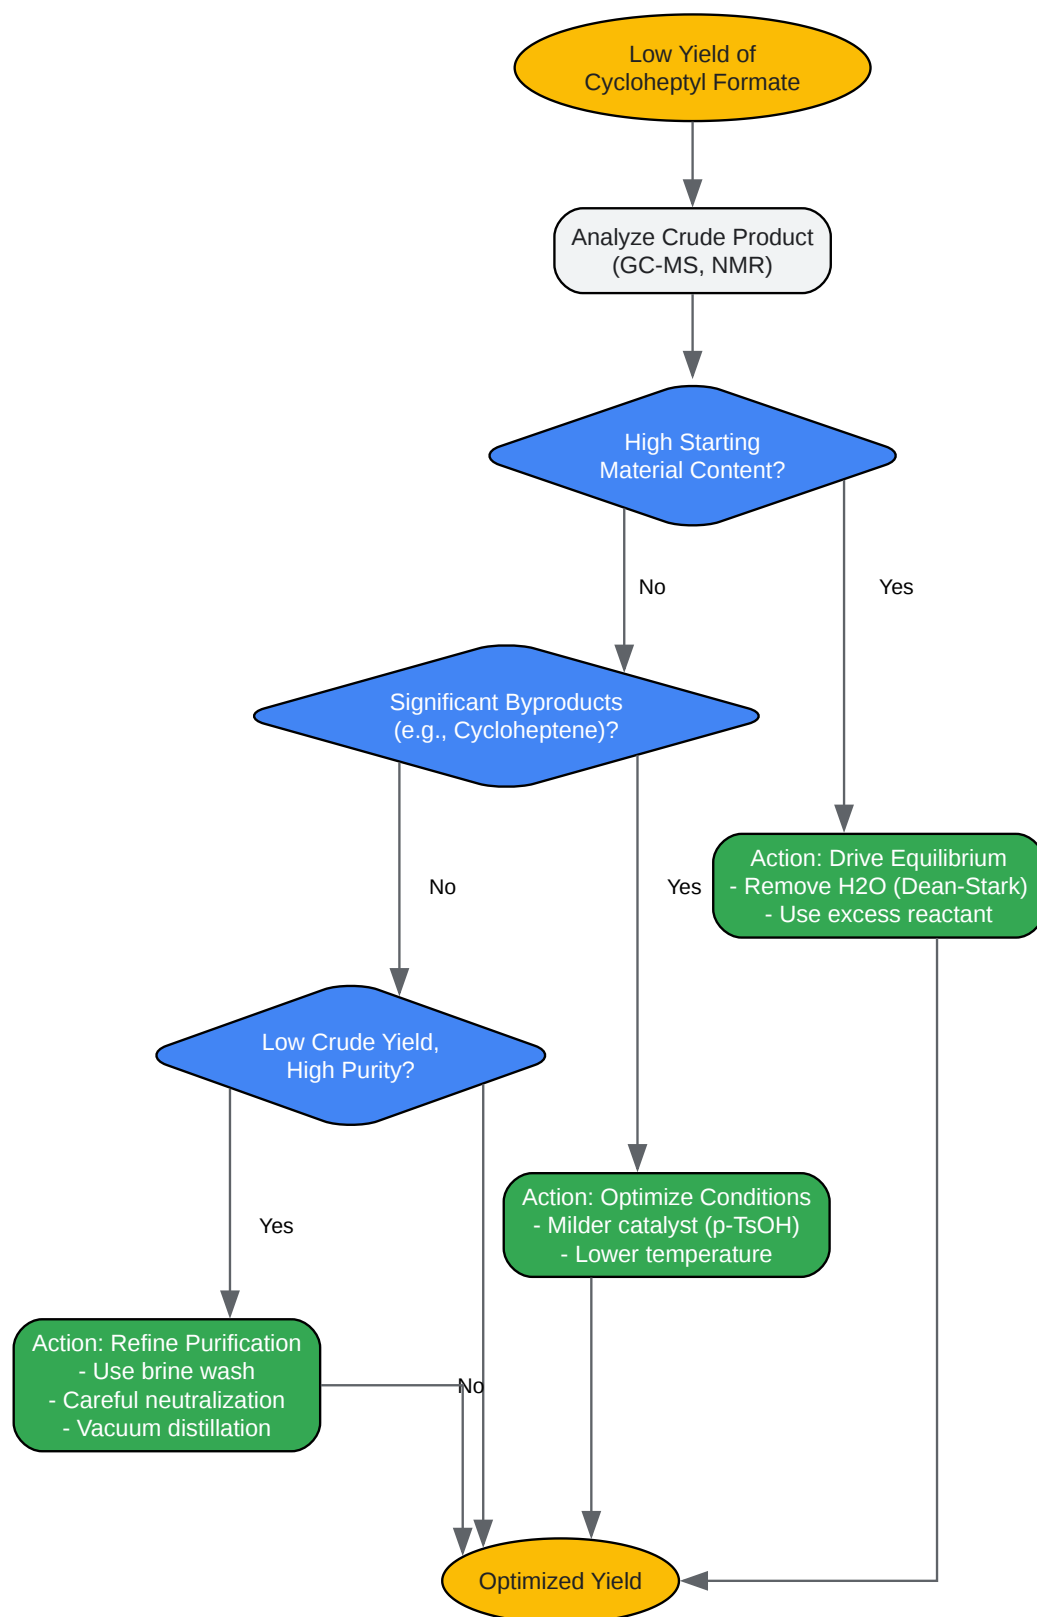 Low Yield of
Cycloheptyl Formate
Analyze Crude Product
(GC-MS, NMR)
High Starting
Material Content?
No
Yes
Significant Byproducts
(e.g., Cycloheptene)?
No
Yes
Action: Drive Equilibrium
- Remove H2O (Dean-Stark)
- Use excess reactant
Low Crude Yield,
High Purity?
Yes
No
Action: Optimize Conditions
- Milder catalyst (p-TsOH)
- Lower temperature
Action: Refine Purification
- Use brine wash
- Careful neutralization
- Vacuum distillation
Optimized Yield